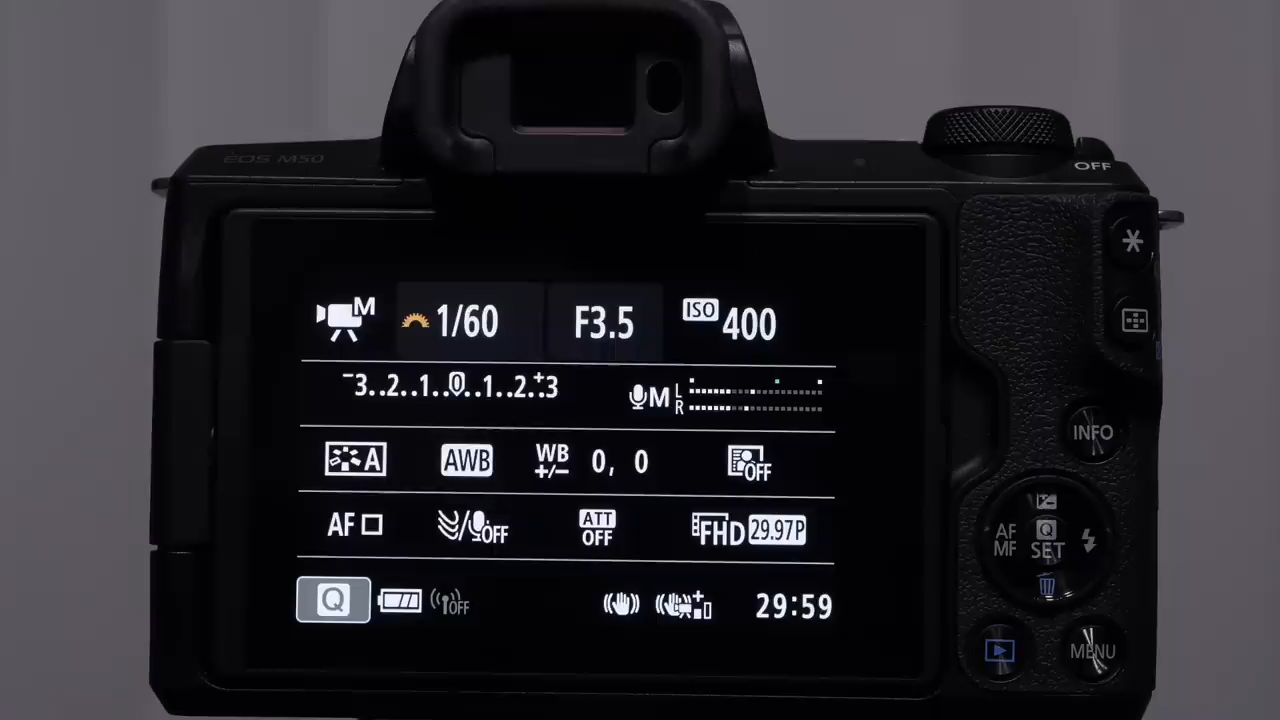 EOS M50
OFF
M 1/60 F3.5 ISO 400
-3..2..1..0..1..2..+3 M L R
A AWB WB +/- 0, 0 OFF
AF OFF ATT OFF FHD 29.97P
Q OFF 29:59
INFO
AF MF Q SET
MENU